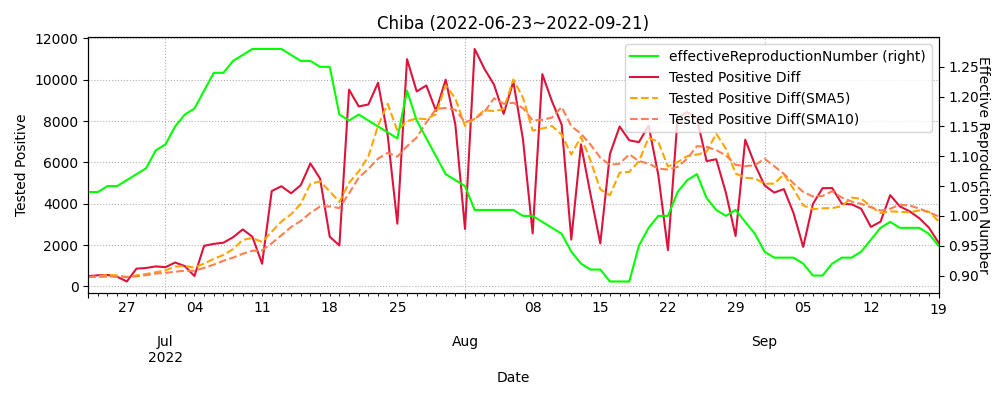 Chiba (2022-06-23~2022-09-21)
effectiveReproductionNumber (right)
Tested Positive Diff
Tested Positive Diff(SMA5)
Tested Positive Diff(SMA10)
Tested Positive
12000
10000
8000
6000
4000
2000
0
1.25
1.20
1.15
1.10
1.05
1.00
0.95
0.90
Effective Reproduction Number
27 04 11 18 25 08 15 22 29 05 12 19
Jul Aug Sep
2022
Date